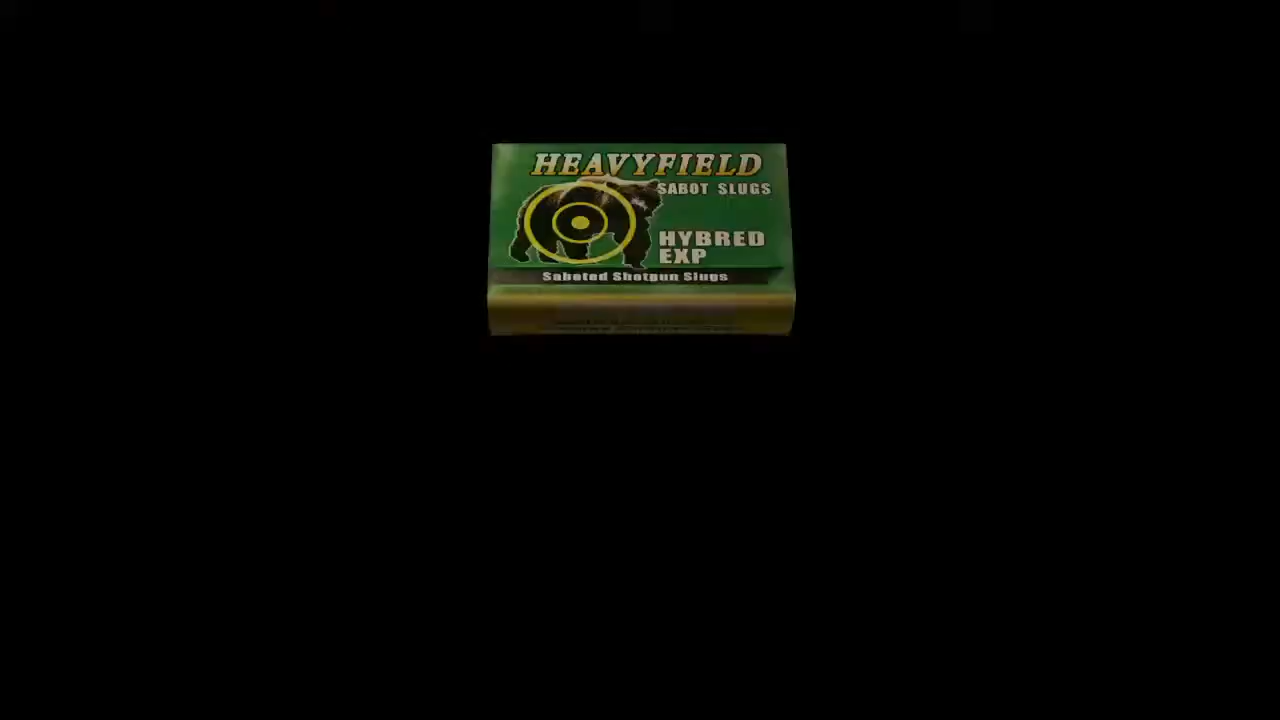 HEAVYFIELD
SABOT SLUGS
HYBRED
EXP
Saboted Shotgun Slugs